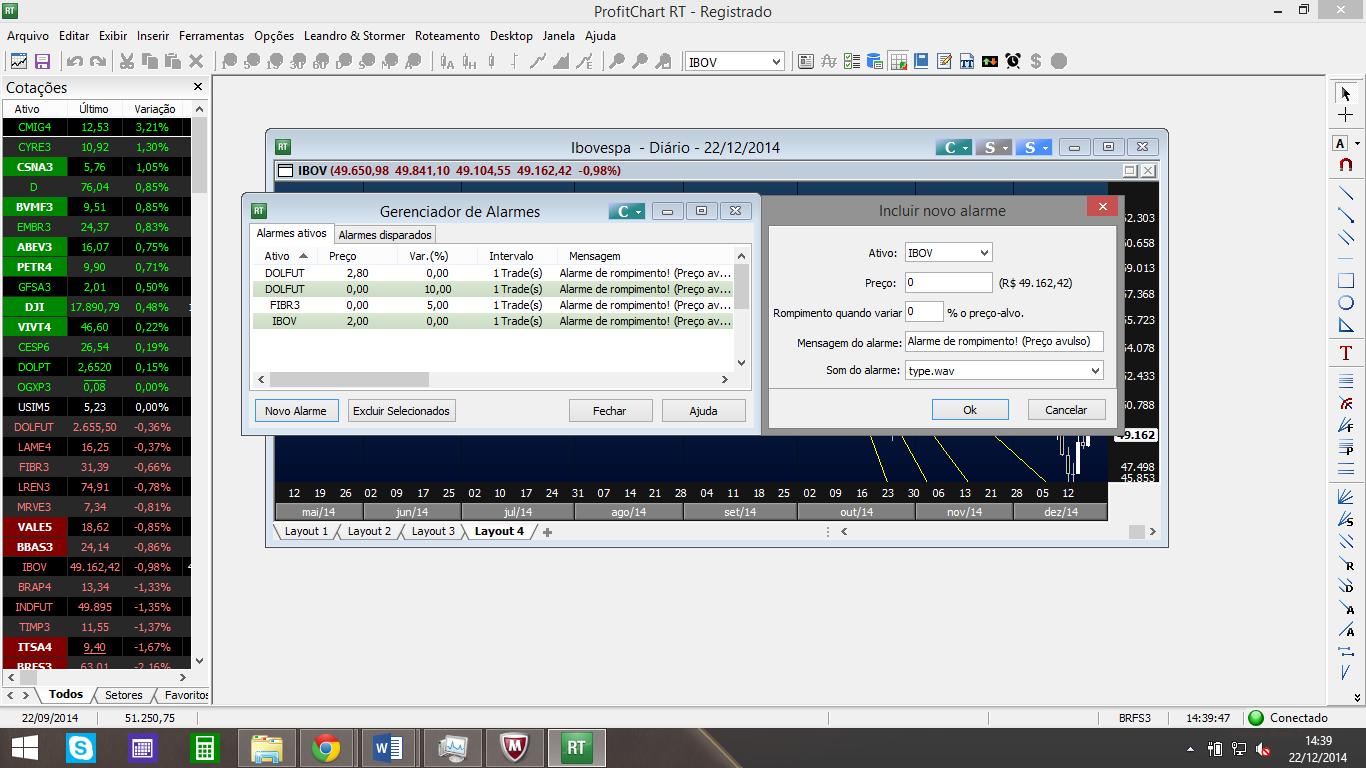 RT
ProfitChart RT - Registrado
Arquivo Editar Exibir Inserir Ferramentas Opções Leandro & Stormer Roteamento Desktop Janela Ajuda
IBOV
Cotações
Ativo Último Variação
CMIG4 12,53 3,21%
CYRE3 10,92 1,30%
CSNA3 5,76 1,05%
D 76,04 0,85%
BVMF3 9,51 0,85%
EMBR3 24,37 0,83%
ABEV3 16,07 0,75%
PETR4 9,90 0,71%
GFSA3 2,01 0,50%
DJI 17.890,79 0,48%
VIVT4 46,60 0,22%
CESP6 26,54 0,19%
DOLPT 2,6520 0,15%
OGXP3 0,08 0,00%
USIM5 5,23 0,00%
DOLFUT 2.655,50 -0,36%
LAME4 16,25 -0,37%
FIBR3 31,39 -0,66%
LREN3 74,91 -0,78%
MRVE3 7,34 -0,81%
VALE5 18,62 -0,85%
BBAS3 24,14 -0,86%
IBOV 49.162,42 -0,98%
BRAP4 13,34 -1,33%
INDFUT 49.895 -1,35%
TIMP3 11,55 -1,37%
ITSA4 9,40 -1,67%
BRFS3 63,01 -2,16%
Todos Setores Favoritos
RT
Ibovespa - Diário - 22/12/2014
C S S
IBOV (49.650,98 49.841,10 49.104,55 49.162,42 -0,98%)
RT
Gerenciador de Alarmes
C
Alarmes ativos Alarmes disparados
Ativo Preço Var.(%) Intervalo Mensagem
DOLFUT 2,80 0,00 1 Trade(s) Alarme de rompimento! (Preço av...
DOLFUT 0,00 10,00 1 Trade(s) Alarme de rompimento! (Preço av...
FIBR3 0,00 5,00 1 Trade(s) Alarme de rompimento! (Preço av...
IBOV 2,00 0,00 1 Trade(s) Alarme de rompimento! (Preço av...
Novo Alarme Excluir Selecionados Fechar Ajuda
Incluir novo alarme
Ativo: IBOV
Preço: 0 (R$ 49.162,42)
Rompimento quando variar 0 % o preço-alvo.
Mensagem do alarme: Alarme de rompimento! (Preço avulso)
Som do alarme: type.wav
Ok Cancelar
52.303
50.658
59.013
57.368
55.723
54.078
52.433
50.788
49.162
47.498
45.853
12 19 26 02 09 17 25 02 10 17 24 31 07 14 21 28 04 11 18 25 02 09 16 23 30 06 13 21 28 05 12
mai/14 jun/14 jul/14 ago/14 set/14 out/14 nov/14 dez/14
Layout 1 Layout 2 Layout 3 Layout 4
22/09/2014 51.250,75 BRFS3 14:39:47 Conectado
RT
14:39
22/12/2014